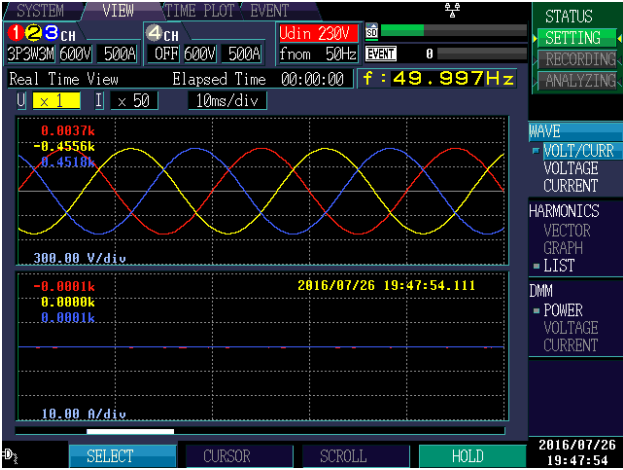 SYSTEM VIEW TIME PLOT EVENT
STATUS
123CH 4CH Udin 230V SD
SETTING
3P3W3M 600V 500A OFF 600V 500A fnom 50Hz EVENT 0
RECORDING
Real Time View Elapsed Time 00:00:00 f:49.997Hz
ANALYZING
U x 1 I x 50 10ms/div
0.0037k
-0.4556k
0.4518k
300.00 V/div
-0.0001k 2016/07/26 19:47:54.111
0.0000k
0.0001k
10.00 A/div
WAVE
VOLT/CURR
VOLTAGE
CURRENT
HARMONICS
VECTOR
GRAPH
LIST
DMM
POWER
VOLTAGE
CURRENT
SELECT CURSOR SCROLL HOLD
2016/07/26
19:47:54